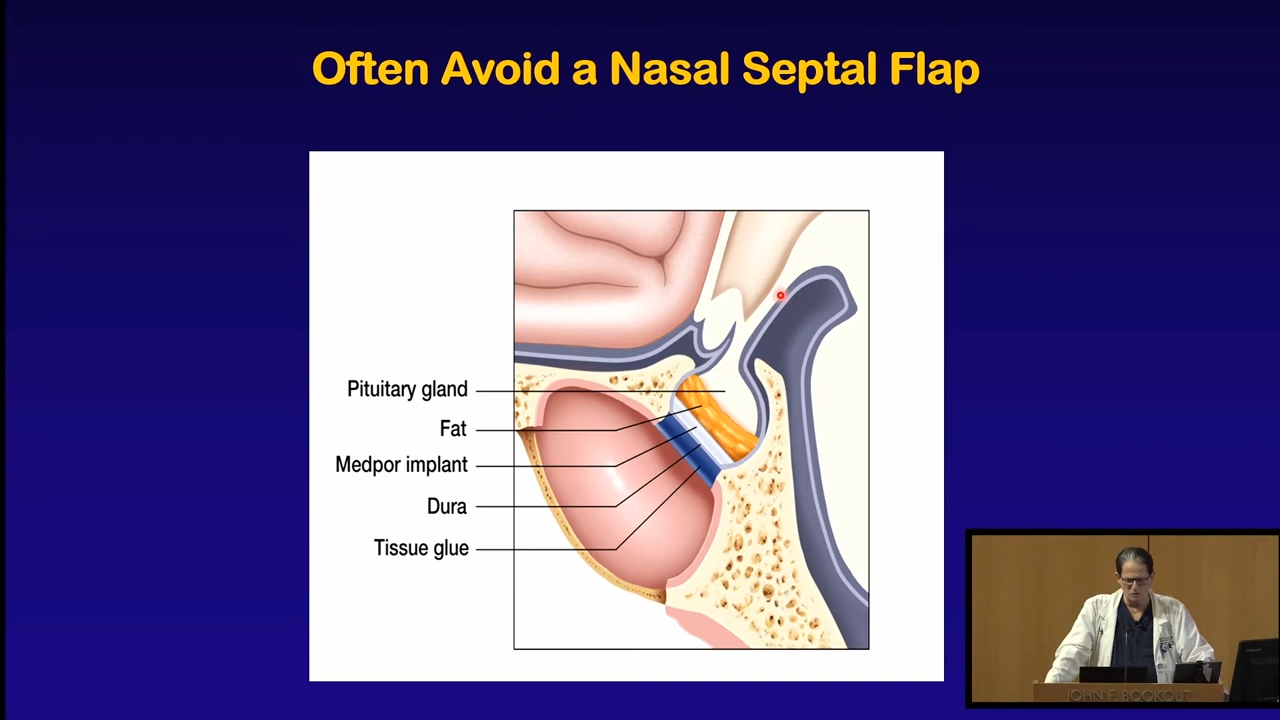 Often Avoid a Nasal Septal Flap
Pituitary gland
Fat
Medpor implant
Dura
Tissue glue
JOHN F. BOOKOUT